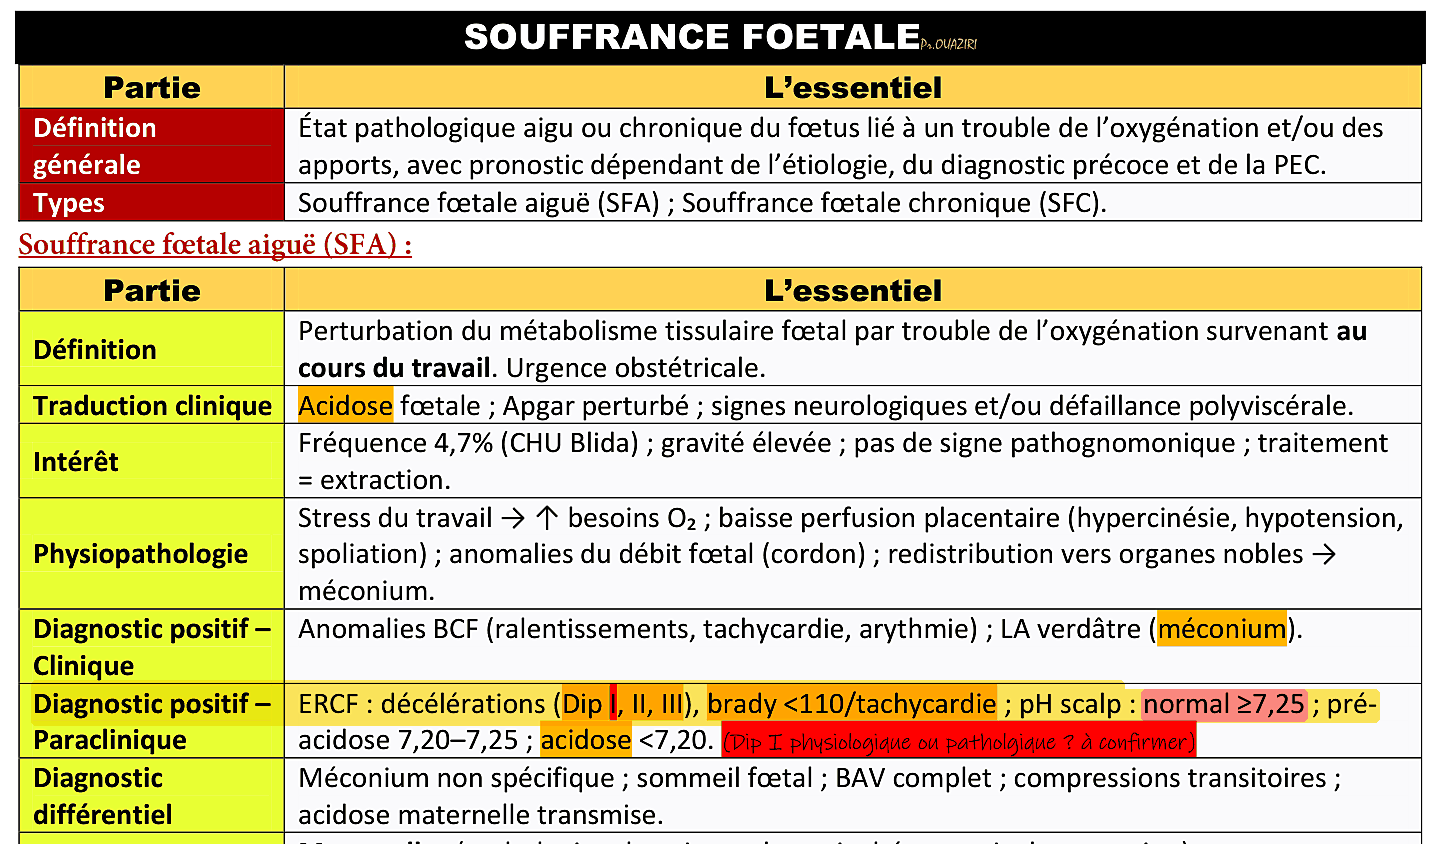 SOUFFRANCE FOETALE Pr.OUAZIRI
Partie L’essentiel
Définition générale État pathologique aigu ou chronique du fœtus lié à un trouble de l’oxygénation et/ou des
apports, avec pronostic dépendant de l’étiologie, du diagnostic précoce et de la PEC.
Types Souffrance fœtale aiguë (SFA) ; Souffrance fœtale chronique (SFC).
Souffrance fœtale aiguë (SFA) :
Partie L’essentiel
Définition Perturbation du métabolisme tissulaire fœtal par trouble de l’oxygénation survenant au
cours du travail. Urgence obstétricale.
Traduction clinique Acidose fœtale ; Apgar perturbé ; signes neurologiques et/ou défaillance polyviscérale.
Intérêt Fréquence 4,7% (CHU Blida) ; gravité élevée ; pas de signe pathognomonique ; traitement
= extraction.
Physiopathologie Stress du travail → ↑ besoins O₂ ; baisse perfusion placentaire (hypercinésie, hypotension,
spoliation) ; anomalies du débit fœtal (cordon) ; redistribution vers organes nobles →
méconium.
Diagnostic positif – Clinique Anomalies BCF (ralentissements, tachycardie, arythmie) ; LA verdâtre (méconium).
Diagnostic positif – Paraclinique ERCF : décélérations (Dip I, II, III), brady <110/tachycardie ; pH scalp : normal ≥7,25 ; pré-
acidose 7,20–7,25 ; acidose <7,20. (Dip I physiologique ou patholgique ? à confirmer)
Diagnostic différentiel Méconium non spécifique ; sommeil fœtal ; BAV complet ; compressions transitoires ;
acidose maternelle transmise.